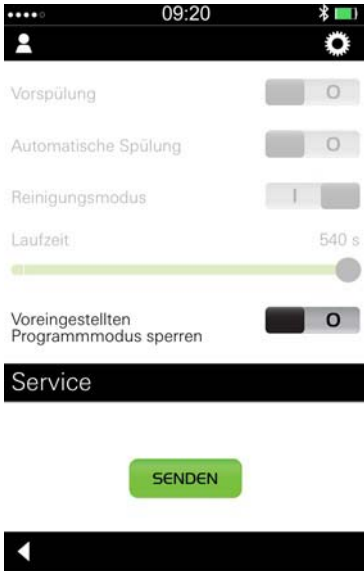 09:20
Vorspülung O
Automatische Spülung O
Reinigungsmodus I
Laufzeit 540 s
Voreingestellten
Programmmodus sperren O
Service
SENDEN